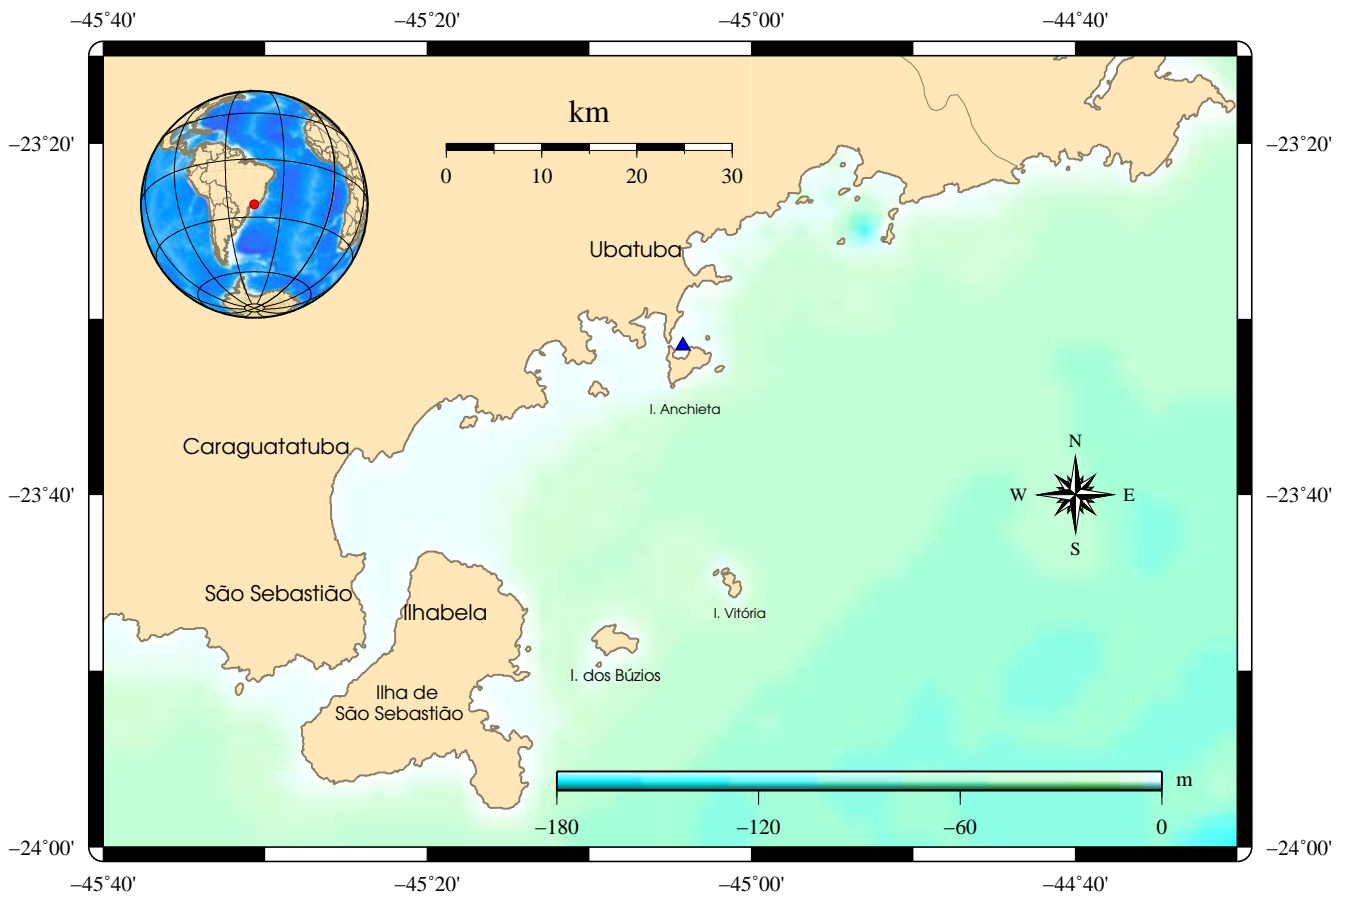 −45˚40' −45˚20' −45˚00' −44˚40'
km
−23˚20' −23˚20'
0 10 20 30
Ubatuba
I. Anchieta
N
Caraguatatuba
−23˚40' W E −23˚40'
S
São Sebastião
Ilhabela
I. Vitória
I. dos Búzios
Ilha de
São Sebastião
m
−180 −120 −60 0
−24˚00' −24˚00'
−45˚40' −45˚20' −45˚00' −44˚40'